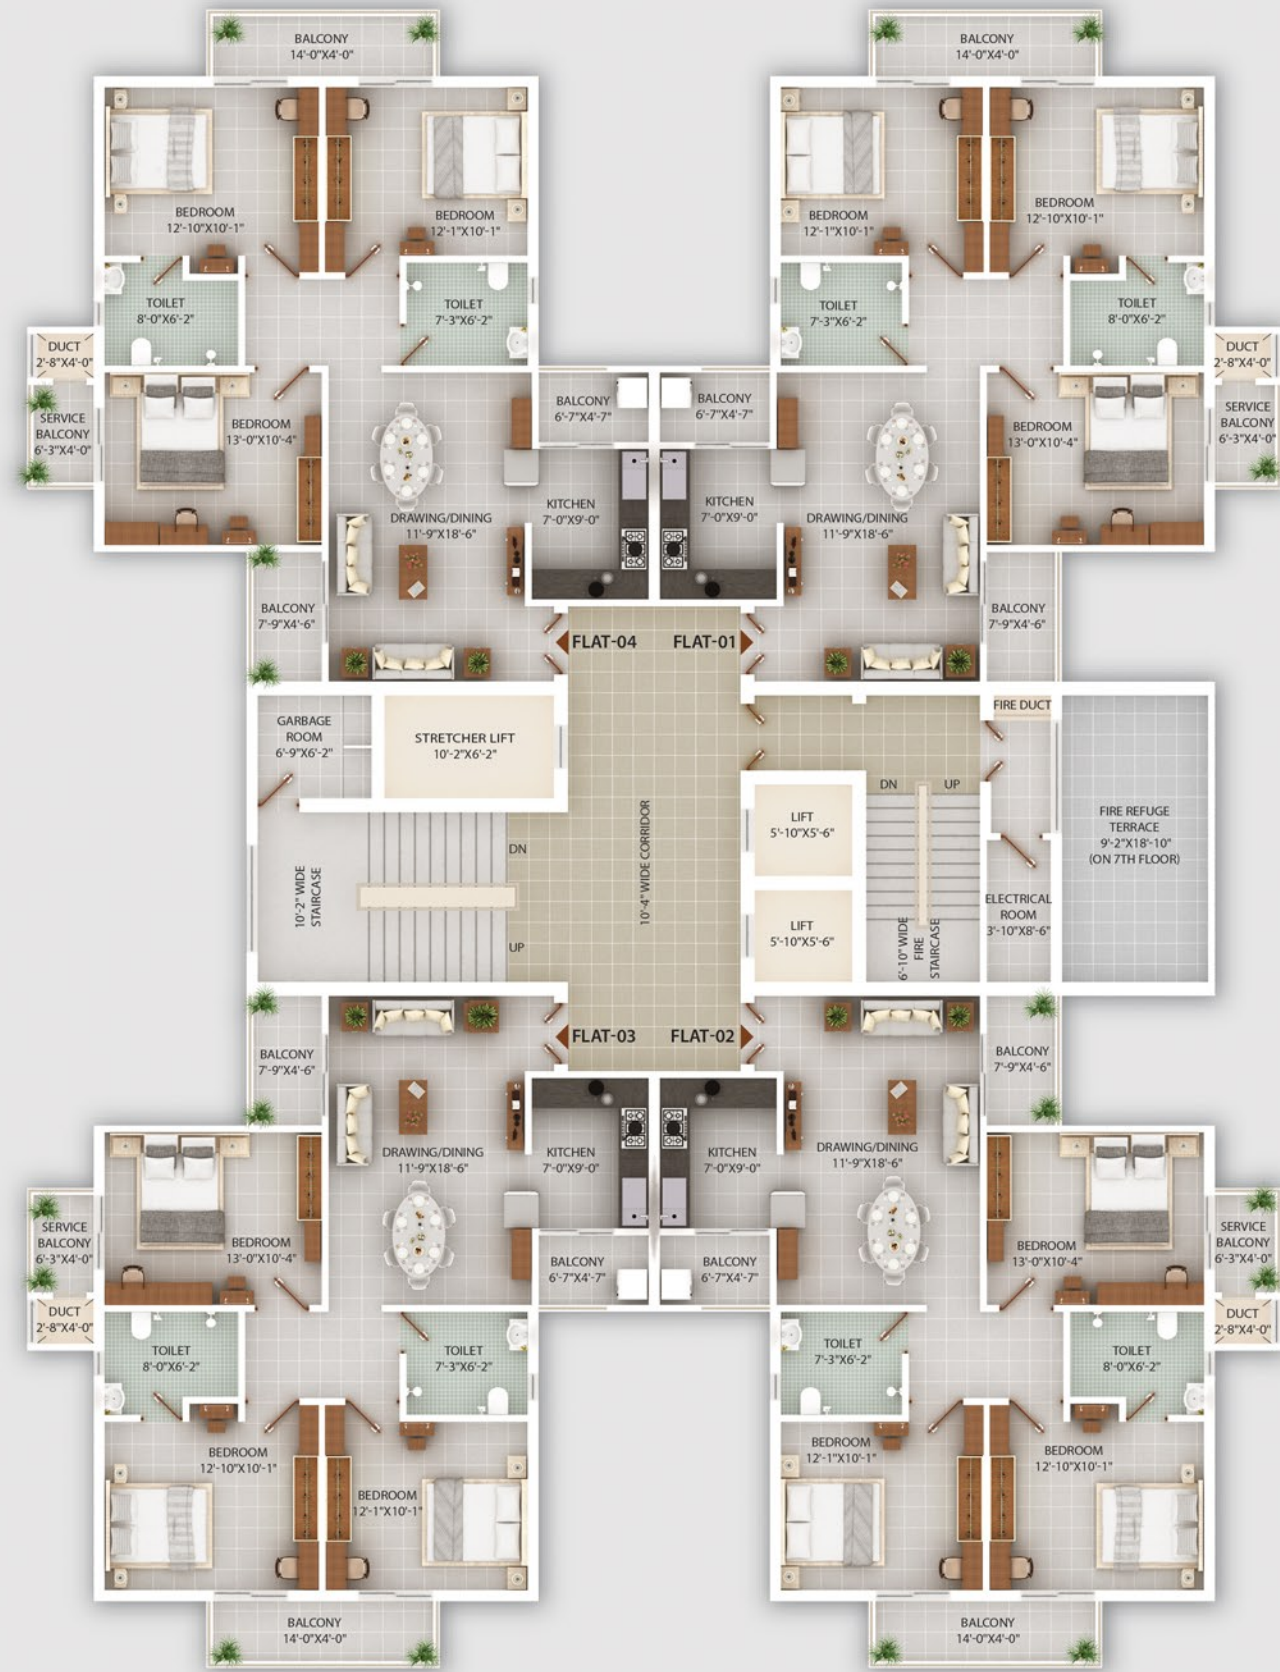 BALCONY
14'-0"X4'-0"
BALCONY
14'-0"X4'-0"
BEDROOM
12'-10"X10'-1"
BEDROOM
12'-1"X10'-1"
BEDROOM
12'-1"X10'-1"
BEDROOM
12'-10"X10'-1"
TOILET
8'-0"X6'-2"
TOILET
7'-3"X6'-2"
TOILET
7'-3"X6'-2"
TOILET
8'-0"X6'-2"
DUCT
2'-8"X4'-0"
DUCT
2'-8"X4'-0"
SERVICE
BALCONY
6'-3"X4'-0"
BEDROOM
13'-0"X10'-4"
BALCONY
6'-7"X4'-7"
BALCONY
6'-7"X4'-7"
BEDROOM
13'-0"X10'-4"
SERVICE
BALCONY
6'-3"X4'-0"
DRAWING/DINING
11'-9"X18'-6"
KITCHEN
7'-0"X9'-0"
KITCHEN
7'-0"X9'-0"
DRAWING/DINING
11'-9"X18'-6"
BALCONY
7'-9"X4'-6"
FLAT-04
FLAT-01
BALCONY
7'-9"X4'-6"
GARBAGE
ROOM
6'-9"X6'-2"
STRETCHER LIFT
10'-2"X6'-2"
FIRE DUCT
DN
UP
LIFT
5'-10"X5'-6"
FIRE REFUGE
TERRACE
9'-2"X18'-10"
(ON 7TH FLOOR)
DN
10'-2" WIDE
STAIRCASE
10'-4" WIDE CORRIDOR
UP
LIFT
5'-10"X5'-6"
6'-10" WIDE
FIRE
STAIRCASE
ELECTRICAL
ROOM
3'-10"X8'-6"
FLAT-03
FLAT-02
BALCONY
7'-9"X4'-6"
BALCONY
7'-9"X4'-6"
DRAWING/DINING
11'-9"X18'-6"
KITCHEN
7'-0"X9'-0"
KITCHEN
7'-0"X9'-0"
DRAWING/DINING
11'-9"X18'-6"
SERVICE
BALCONY
6'-3"X4'-0"
BEDROOM
13'-0"X10'-4"
BALCONY
6'-7"X4'-7"
BALCONY
6'-7"X4'-7"
BEDROOM
13'-0"X10'-4"
SERVICE
BALCONY
6'-3"X4'-0"
DUCT
2'-8"X4'-0"
DUCT
2'-8"X4'-0"
TOILET
8'-0"X6'-2"
TOILET
7'-3"X6'-2"
TOILET
7'-3"X6'-2"
TOILET
8'-0"X6'-2"
BEDROOM
12'-10"X10'-1"
BEDROOM
12'-1"X10'-1"
BEDROOM
12'-1"X10'-1"
BEDROOM
12'-10"X10'-1"
BALCONY
14'-0"X4'-0"
BALCONY
14'-0"X4'-0"